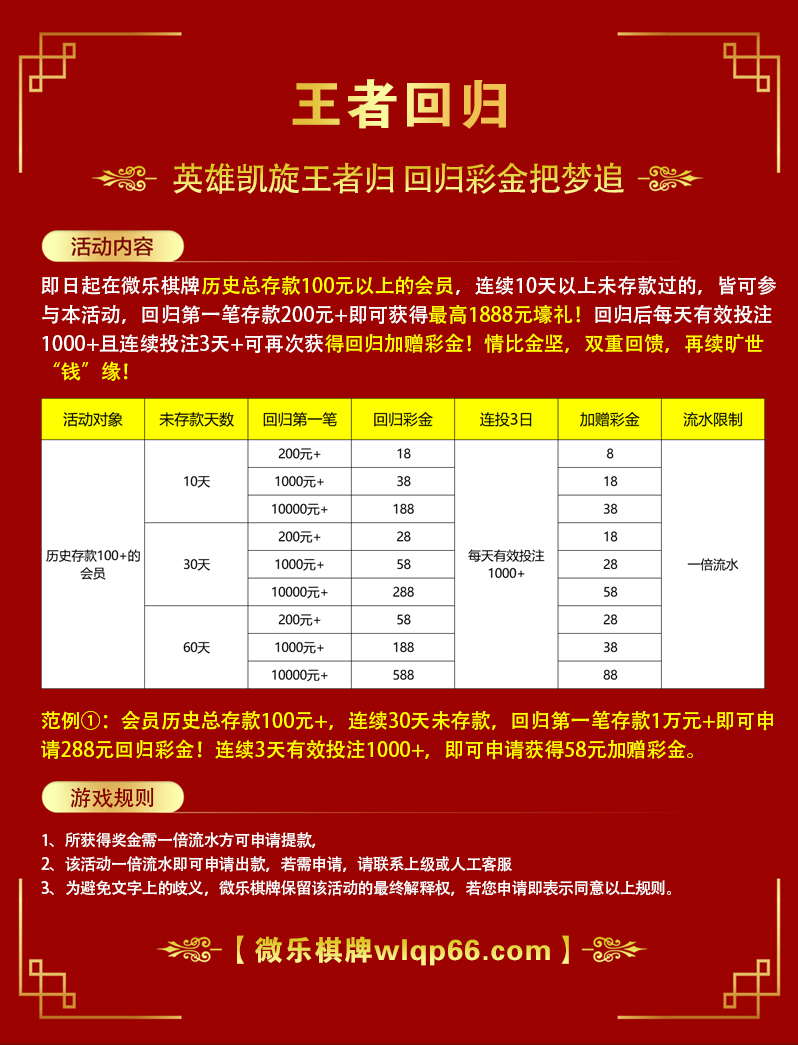 王者回归
英雄凯旋王者归 回归彩金把梦追
活动内容
即日起在微乐棋牌历史总存款100元以上的会员，连续10天以上未存款过的，皆可参
与本活动，回归第一笔存款200元+即可获得最高1888元壕礼！回归后每天有效投注
1000+且连续投注3天+可再次获得回归加赠彩金！情比金坚，双重回馈，再续旷世
“钱”缘！
活动对象 未存款天数 回归第一笔 回归彩金 连投3日 加赠彩金 流水限制
200元+ 18 8
10天 1000元+ 38 18
10000元+ 188 38
200元+ 28 18
历史存款100+的
会员
30天 1000元+ 58
每天有效投注
1000+
28 一倍流水
10000元+ 288 58
200元+ 58 28
60天 1000元+ 188 38
10000元+ 588 88
范例①：会员历史总存款100元+，连续30天未存款，回归第一笔存款1万元+即可申
请288元回归彩金！连续3天有效投注1000+，即可申请获得58元加赠彩金。
游戏规则
1、所获得奖金需一倍流水方可申请提款,
2、该活动一倍流水即可申请出款，若需申请，请联系上级或人工客服
3、为避免文字上的歧义，微乐棋牌保留该活动的最终解释权，若您申请即表示同意以上规则。
【微乐棋牌wlqp66.com】